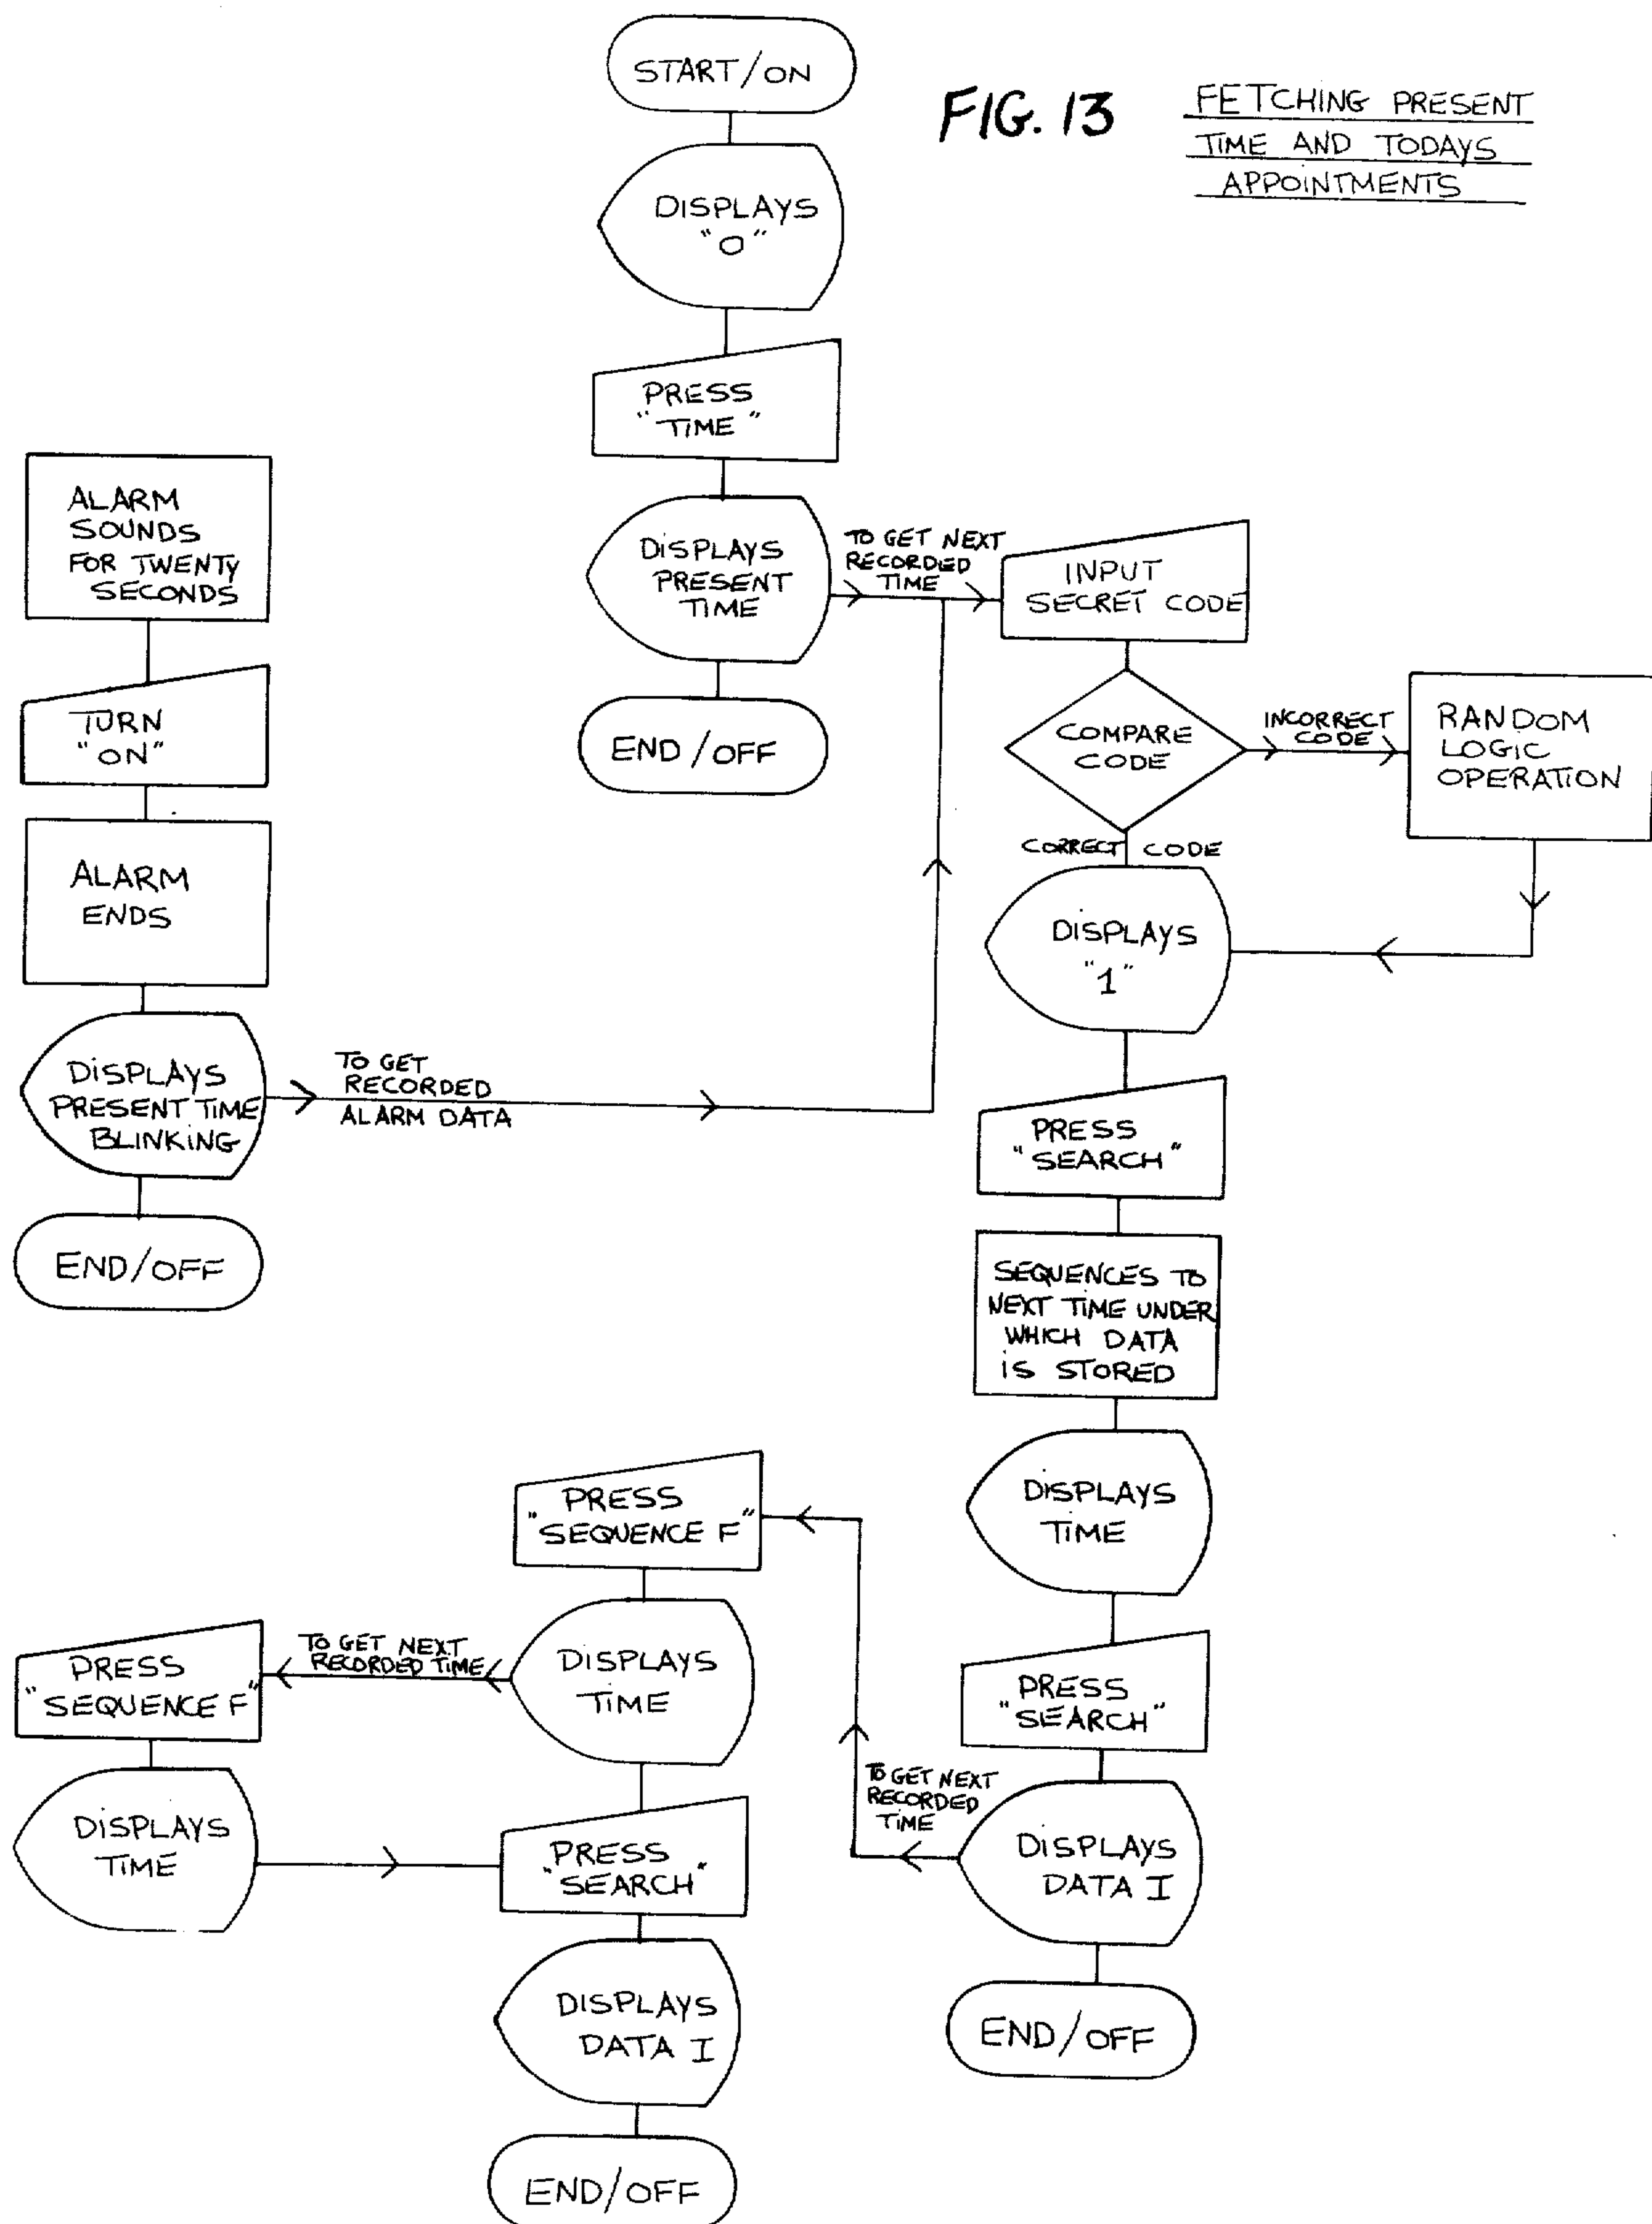 START/ON
FIG. 13
FETCHING PRESENT
TIME AND TODAYS
APPOINTMENTS
DISPLAYS
"0"
PRESS
"TIME"
DISPLAYS
PRESENT
TIME
TO GET NEXT
RECORDED
TIME
END/OFF
INPUT
SECRET CODE
COMPARE
CODE
INCORRECT
CODE
RANDOM
LOGIC
OPERATION
CORRECT CODE
DISPLAYS
"1"
PRESS
"SEARCH"
SEQUENCES TO
NEXT TIME UNDER
WHICH DATA
IS STORED
DISPLAYS
TIME
PRESS
"SEARCH"
DISPLAYS
DATA I
END/OFF
ALARM
SOUNDS
FOR TWENTY
SECONDS
TURN
"ON"
ALARM
ENDS
DISPLAYS
PRESENT TIME
BLINKING
TO GET
RECORDED
ALARM DATA
END/OFF
TO GET NEXT
RECORDED
TIME
PRESS
"SEQUENCE F"
DISPLAYS
TIME
TO GET NEXT
RECORDED TIME
PRESS
"SEQUENCE F"
DISPLAYS
TIME
PRESS
"SEARCH"
DISPLAYS
DATA I
END/OFF